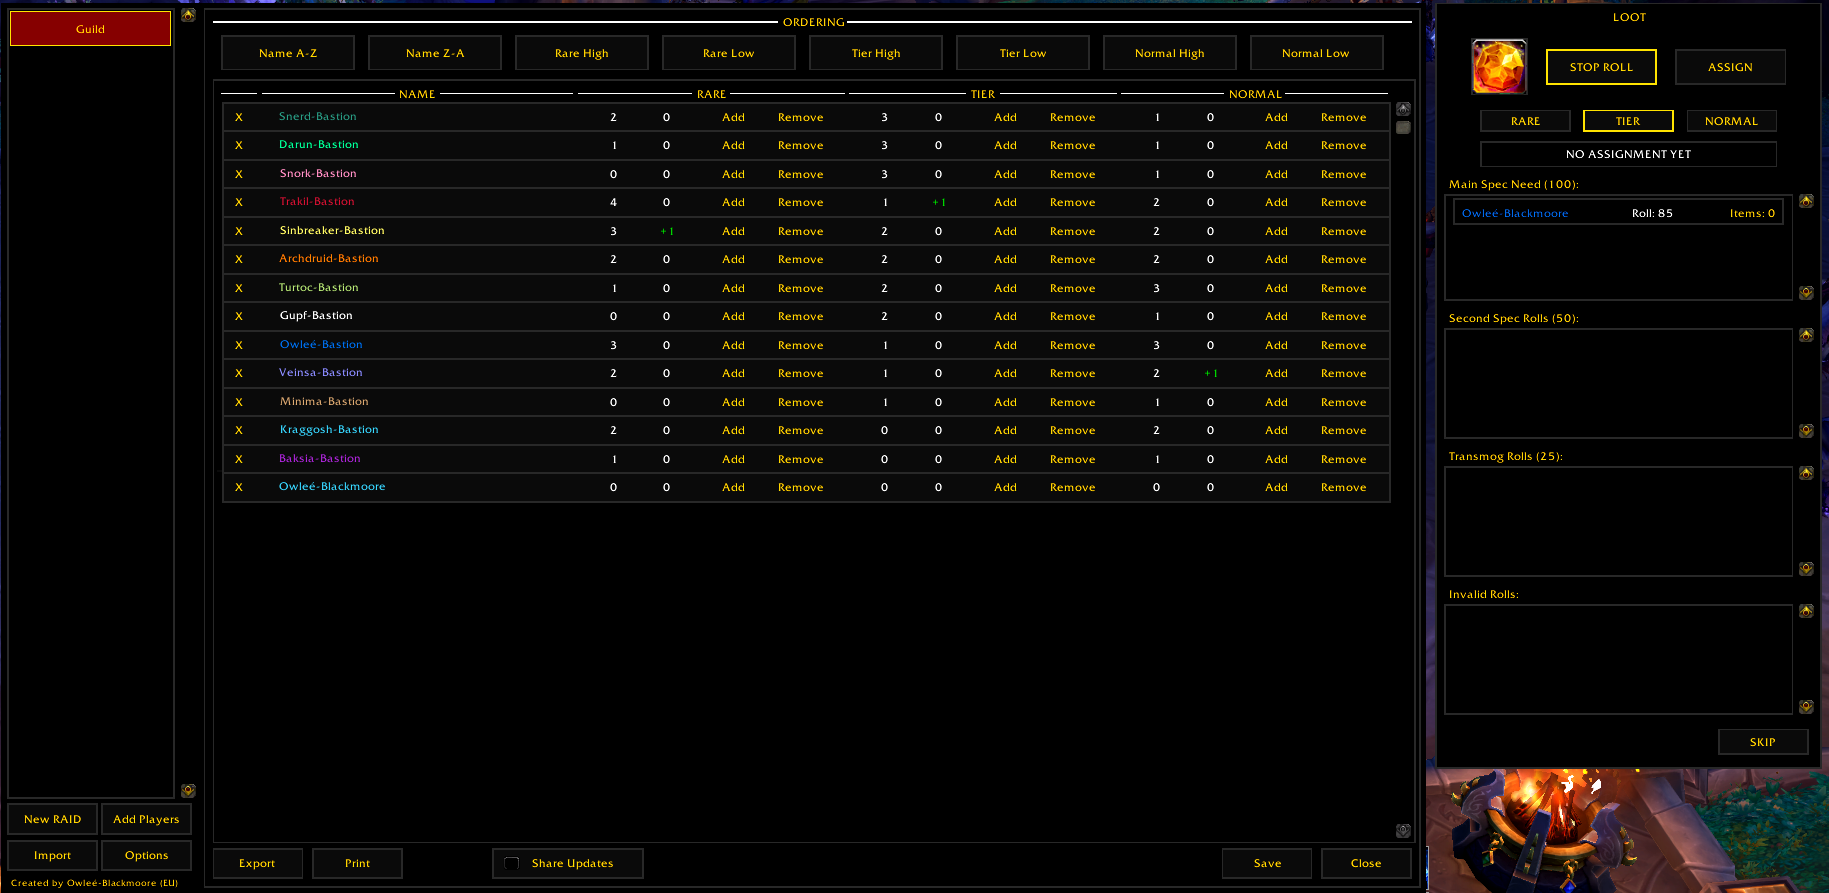 Guild
ORDERING
Name A-Z Name Z-A Rare High Rare Low Tier High Tier Low Normal High Normal Low
NAME RARE TIER NORMAL
X Snerd-Bastion 2 0 Add Remove 3 0 Add Remove 1 0 Add Remove
X Darun-Bastion 1 0 Add Remove 3 0 Add Remove 1 0 Add Remove
X Snork-Bastion 0 0 Add Remove 3 0 Add Remove 1 0 Add Remove
X Trakil-Bastion 4 0 Add Remove 1 +1 Add Remove 2 0 Add Remove
X Sinbreaker-Bastion 3 +1 Add Remove 2 0 Add Remove 2 0 Add Remove
X Archdruid-Bastion 2 0 Add Remove 2 0 Add Remove 2 0 Add Remove
X Turtoc-Bastion 1 0 Add Remove 2 0 Add Remove 3 0 Add Remove
X Gupf-Bastion 0 0 Add Remove 2 0 Add Remove 1 0 Add Remove
X Owleé-Bastion 3 0 Add Remove 1 0 Add Remove 3 0 Add Remove
X Veinsa-Bastion 2 0 Add Remove 1 0 Add Remove 2 +1 Add Remove
X Minima-Bastion 0 0 Add Remove 1 0 Add Remove 1 0 Add Remove
X Kraggosh-Bastion 2 0 Add Remove 0 0 Add Remove 2 0 Add Remove
X Baksia-Bastion 1 0 Add Remove 0 0 Add Remove 1 0 Add Remove
X Owleé-Blackmoore 0 0 Add Remove 0 0 Add Remove 0 0 Add Remove
New RAID Add Players
Import Options
Created by Owleé-Blackmoore (EU)
Export Print Share Updates Save Close
LOOT
STOP ROLL ASSIGN
RARE TIER NORMAL
NO ASSIGNMENT YET
Main Spec Need (100):
Owleé-Blackmoore Roll: 85 Items: 0
Second Spec Rolls (50):
Transmog Rolls (25):
Invalid Rolls:
SKIP